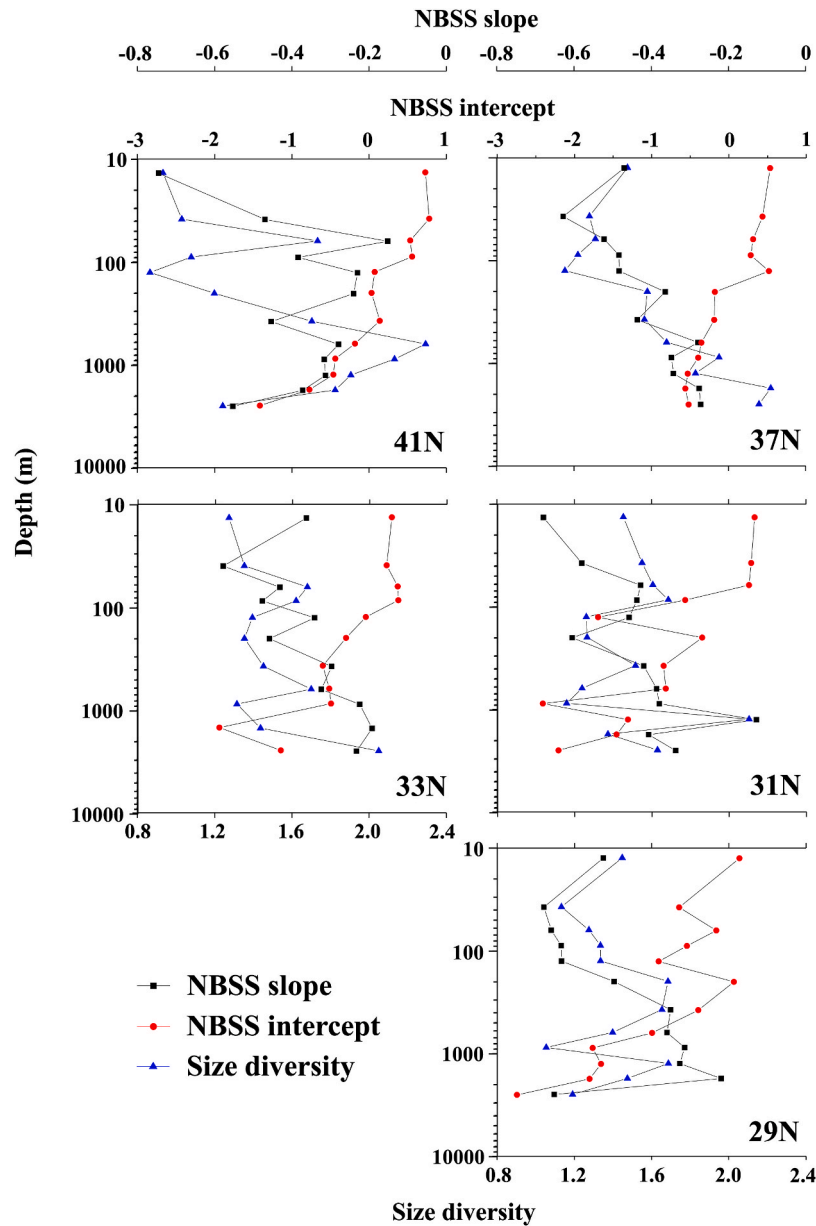 NBSS slope
-0.8 -0.6 -0.4 -0.2 0 -0.8 -0.6 -0.4 -0.2 0
NBSS intercept
-3 -2 -1 0 1 -3 -2 -1 0 1
10
100
1000
10000
41N 37N
Depth (m)
10
100
1000
10000
33N 31N
0.8 1.2 1.6 2.0 2.4
10
100
1000
10000
29N
0.8 1.2 1.6 2.0 2.4
NBSS slope
NBSS intercept
Size diversity
Size diversity